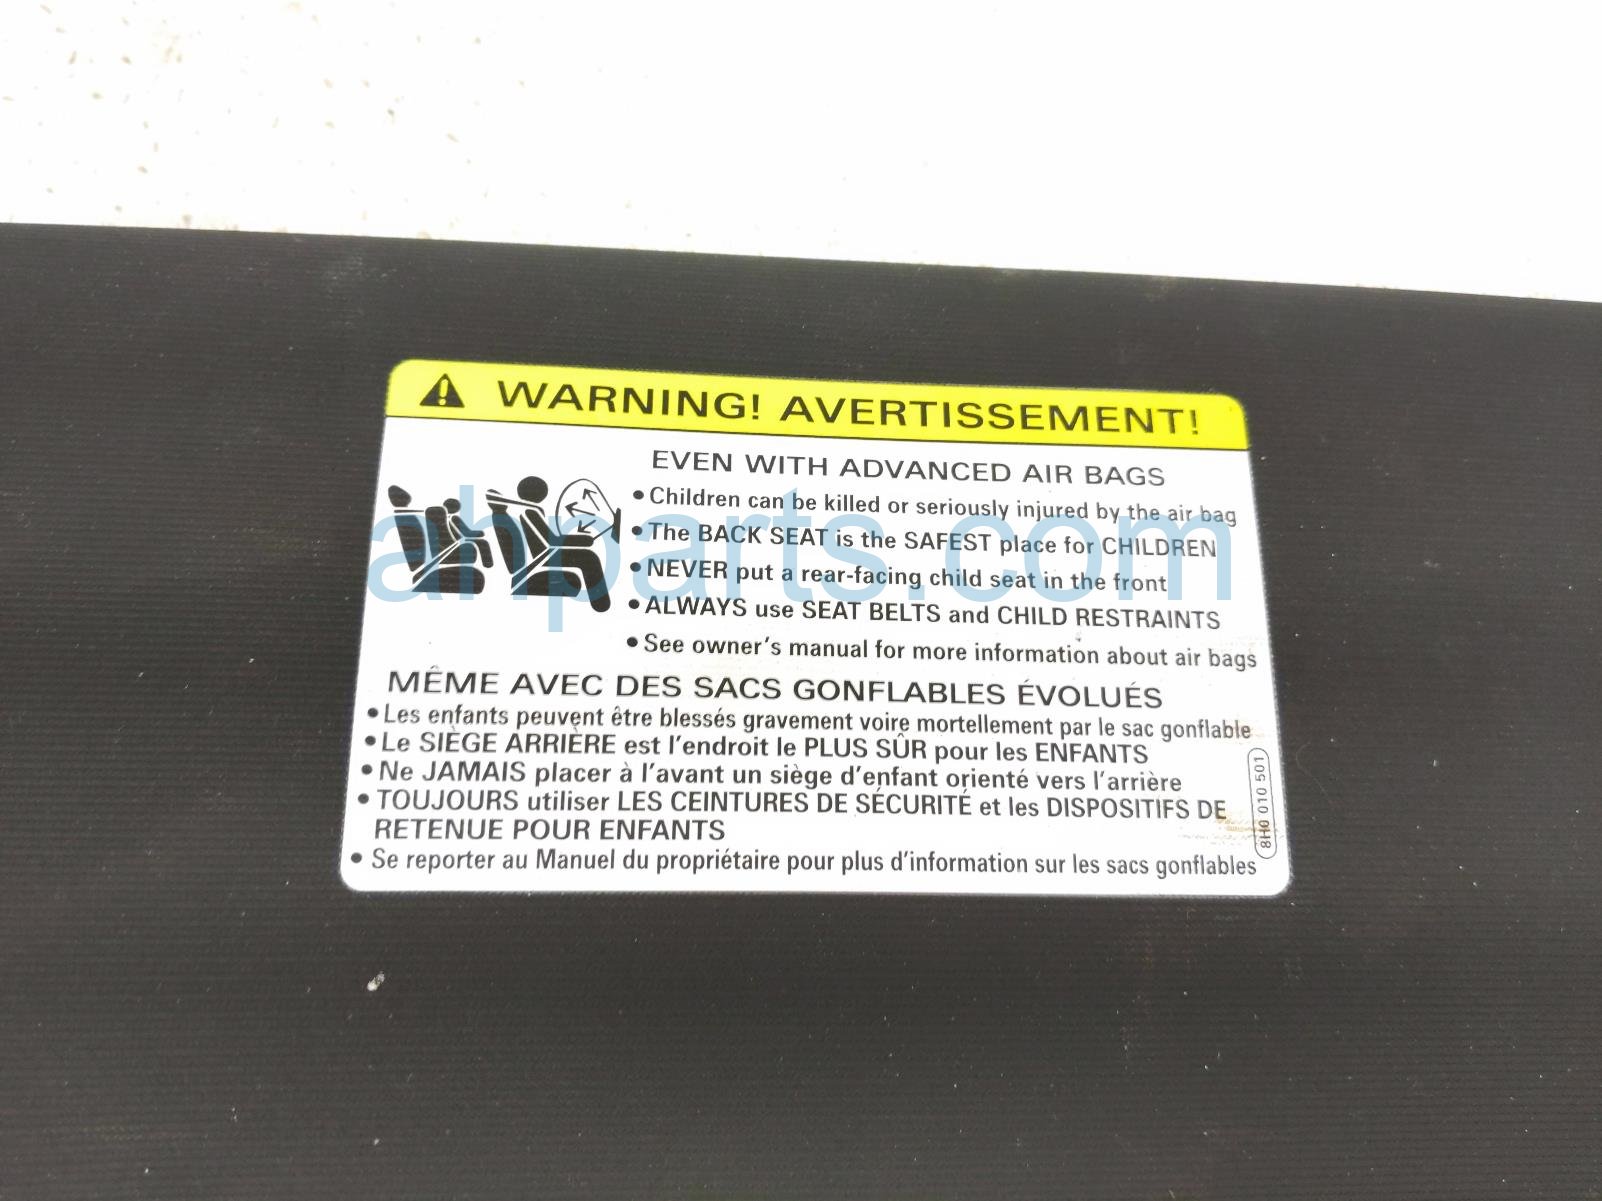 WARNING! AVERTISSEMENT!
EVEN WITH ADVANCED AIR BAGS
•Children can be killed or seriously injured by the air bag
•The BACK SEAT is the SAFEST place for CHILDREN
•NEVER put a rear-facing child seat in the front
•ALWAYS use SEAT BELTS and CHILD RESTRAINTS
•See owner's manual for more information about air bags
MÊME AVEC DES SACS GONFLABLES ÉVOLUÉS
•Les enfants peuvent être blessés gravement voire mortellement par le sac gonflable
•Le SIÈGE ARRIÈRE est l'endroit le PLUS SÛR pour les ENFANTS
•Ne JAMAIS placer à l'avant un siège d'enfant orienté vers l'arrière
•TOUJOURS utiliser LES CEINTURES DE SÉCURITÉ et les DISPOSITIFS DE
RETENUE POUR ENFANTS
•Se reporter au Manuel du propriétaire pour plus d'information sur les sacs gonflables
8H0 010 501
ahparts.com